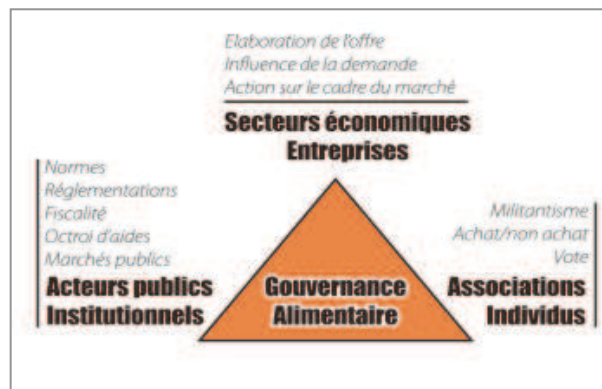 Elaboration de l'offre
Influence de la demande
Action sur le cadre du marché
Secteurs économiques
Entreprises
Normes
Réglementations
Fiscalité
Octroi d'aides
Marchés publics
Acteurs publics
Institutionnels
Gouvernance
Alimentaire
Militantisme
Achat/non achat
Vote
Associations
Individus